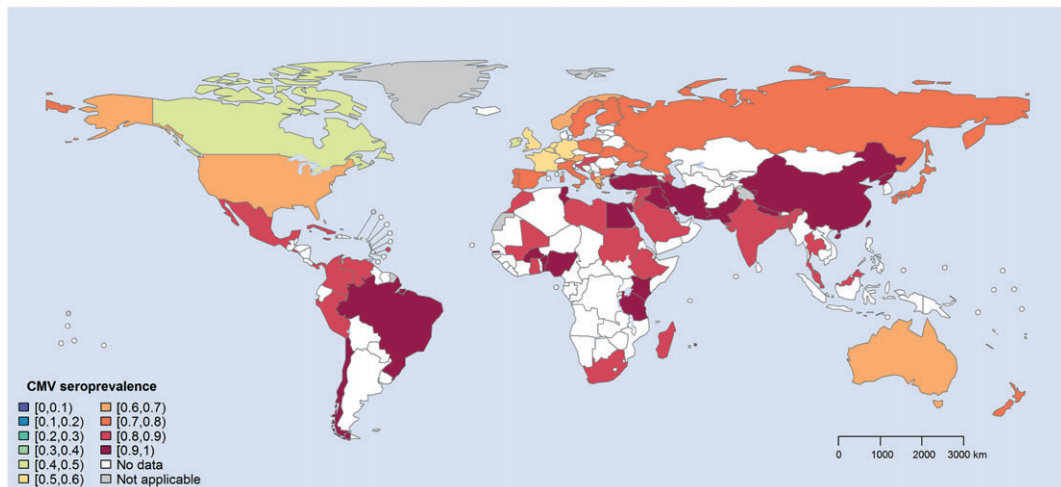 CMV seroprevalence
[0,0.1)
[0.1,0.2)
[0.2,0.3)
[0.3,0.4)
[0.4,0.5)
[0.5,0.6)
[0.6,0.7)
[0.7,0.8)
[0.8,0.9)
[0.9,1)
No data
Not applicable
0 1000 2000 3000 km